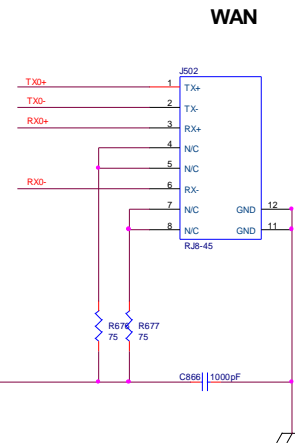 WAN
J502
TX0+ 1 TX+
TX0- 2 TX-
RX0+ 3 RX+
4 N/C
5 N/C
RX0- 6 RX-
7 N/C GND 12
8 N/C GND 11
RJ8-45
R676 R677
75 75
C866 1000pF